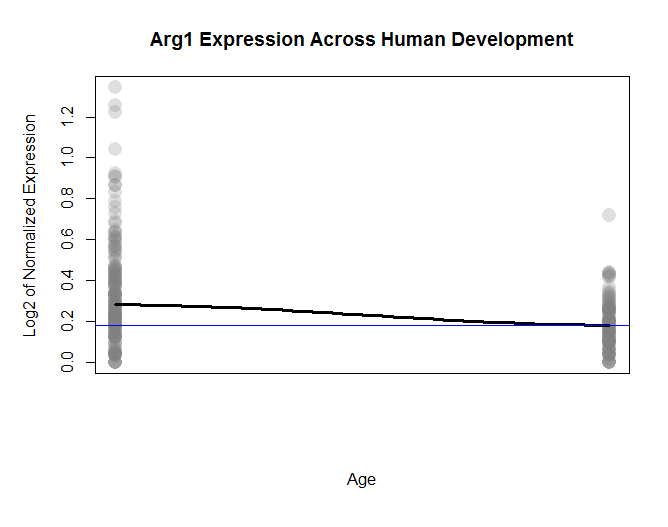 Arg1 Expression Across Human Development
Log2 of Normalized Expression
1.2
1.0
0.8
0.6
0.4
0.2
0.0
Age